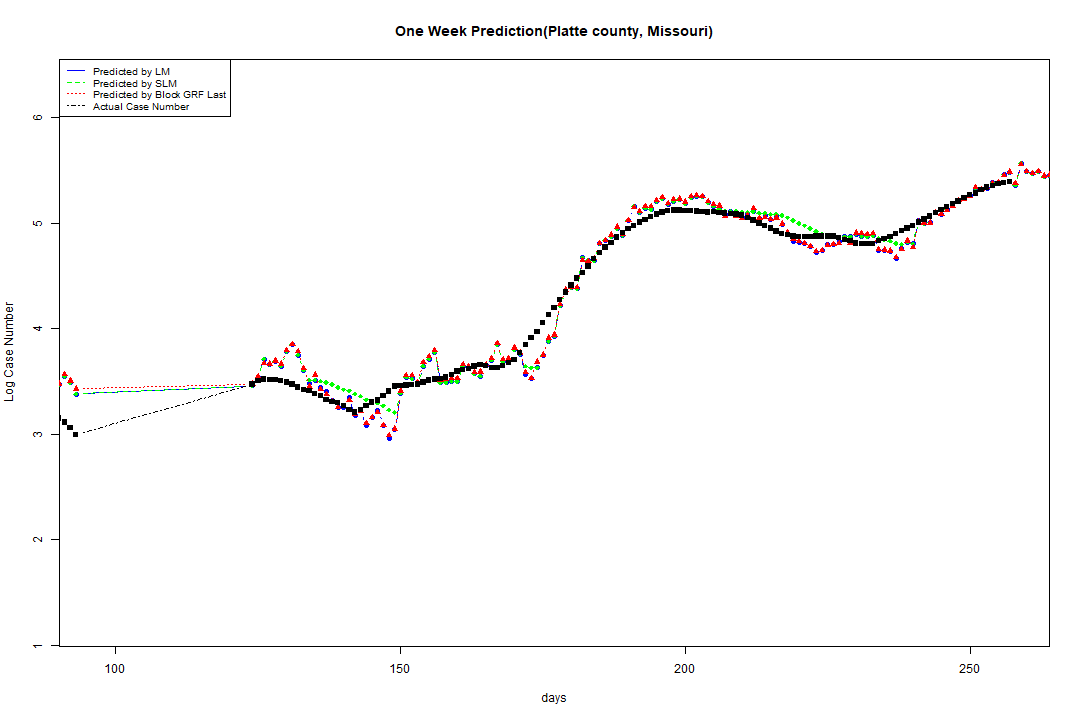 One Week Prediction(Platte county, Missouri)
Predicted by LM
Predicted by SLM
Predicted by Block GRF Last
Actual Case Number
6
5
4
3
2
1
Log Case Number
100 150 200 250
days